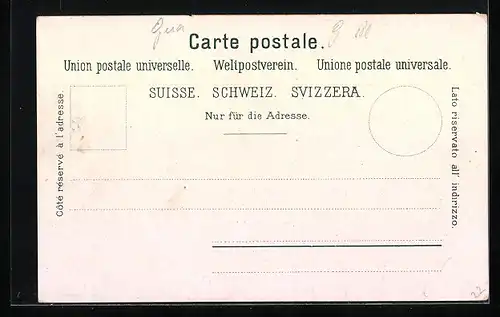 Carte postale.
Union postale universelle. Weltpostverein. Unione postale universale.
SUISSE. SCHWEIZ. SVIZZERA.
Nur für die Adresse.
Côté réservé à l'adresse.
Lato riservato all' indirizzo.
22